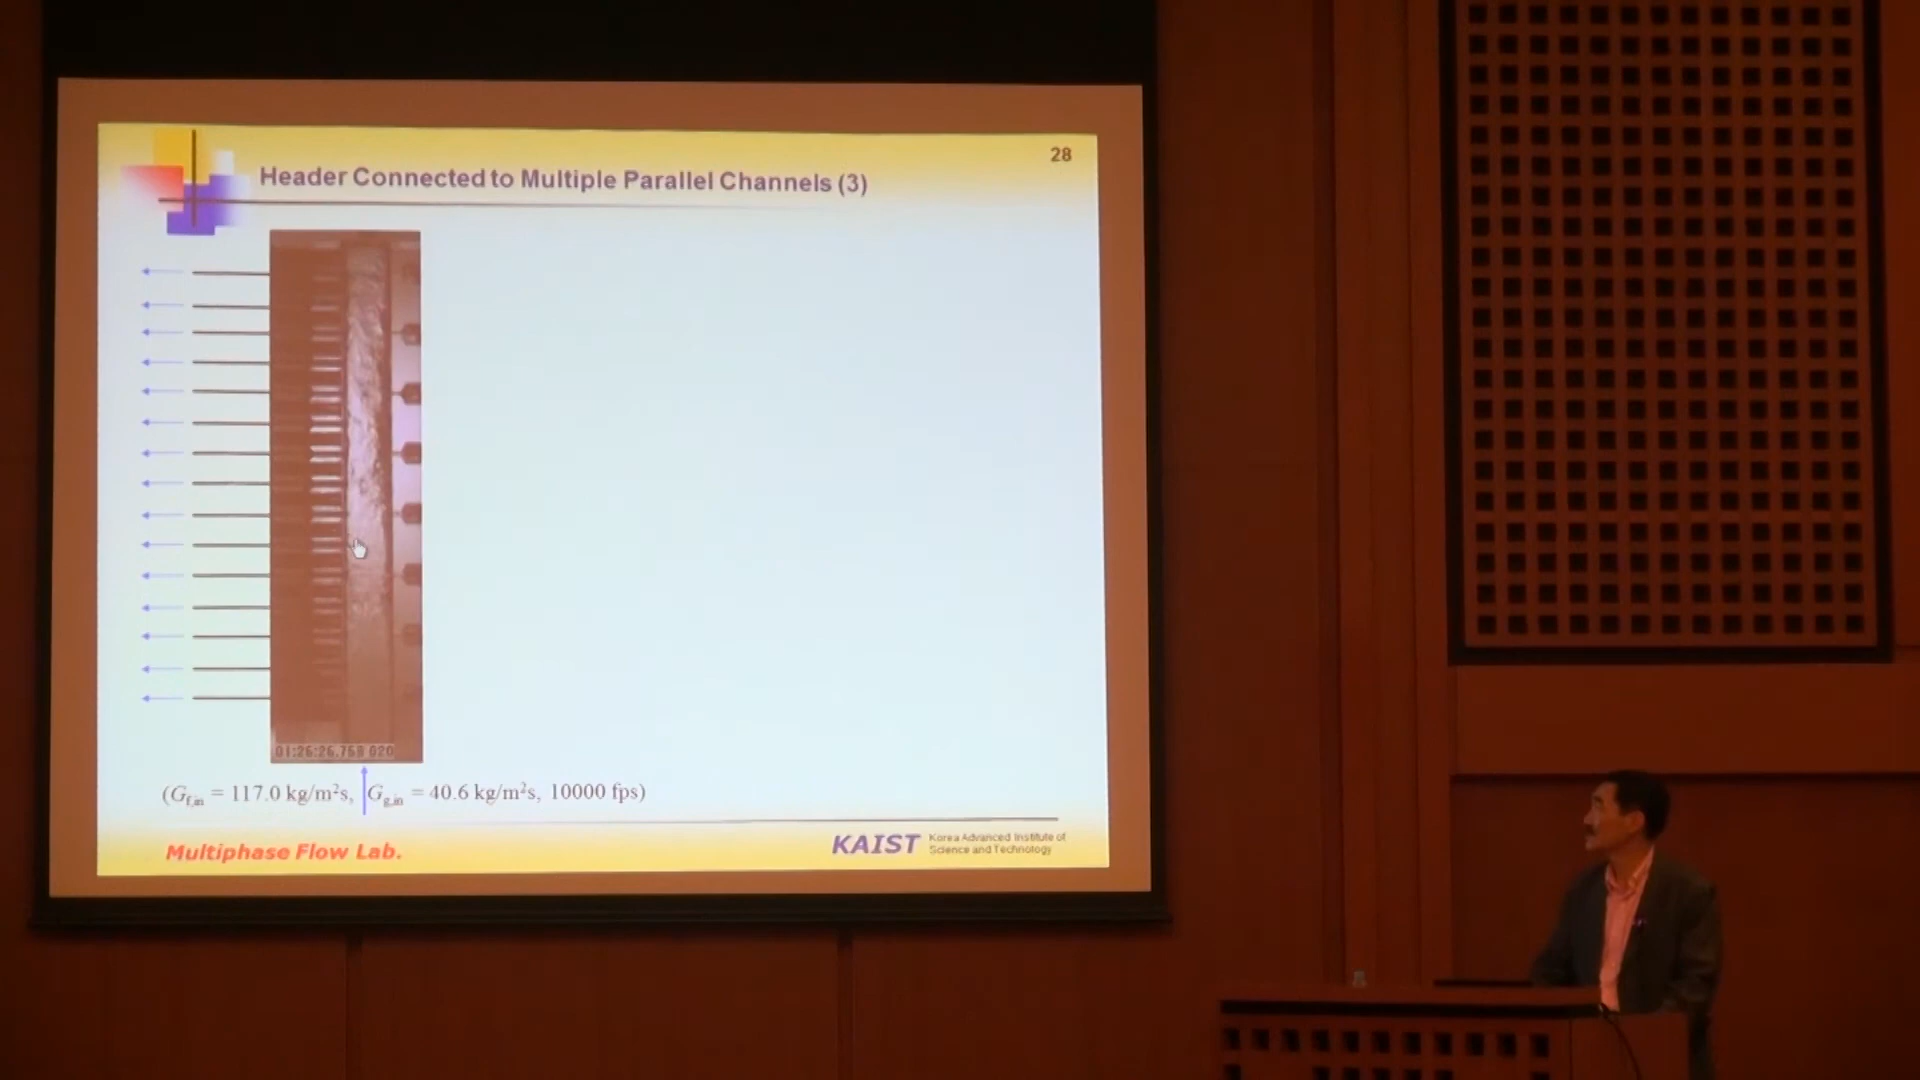 28
Header Connected to Multiple Parallel Channels (3)
01:26:26.768 020
(Gf,in = 117.0 kg/m²s, Gg,in = 40.6 kg/m²s, 10000 fps)
Multiphase Flow Lab.
KAIST
Korea Advanced Institute of
Science and Technology